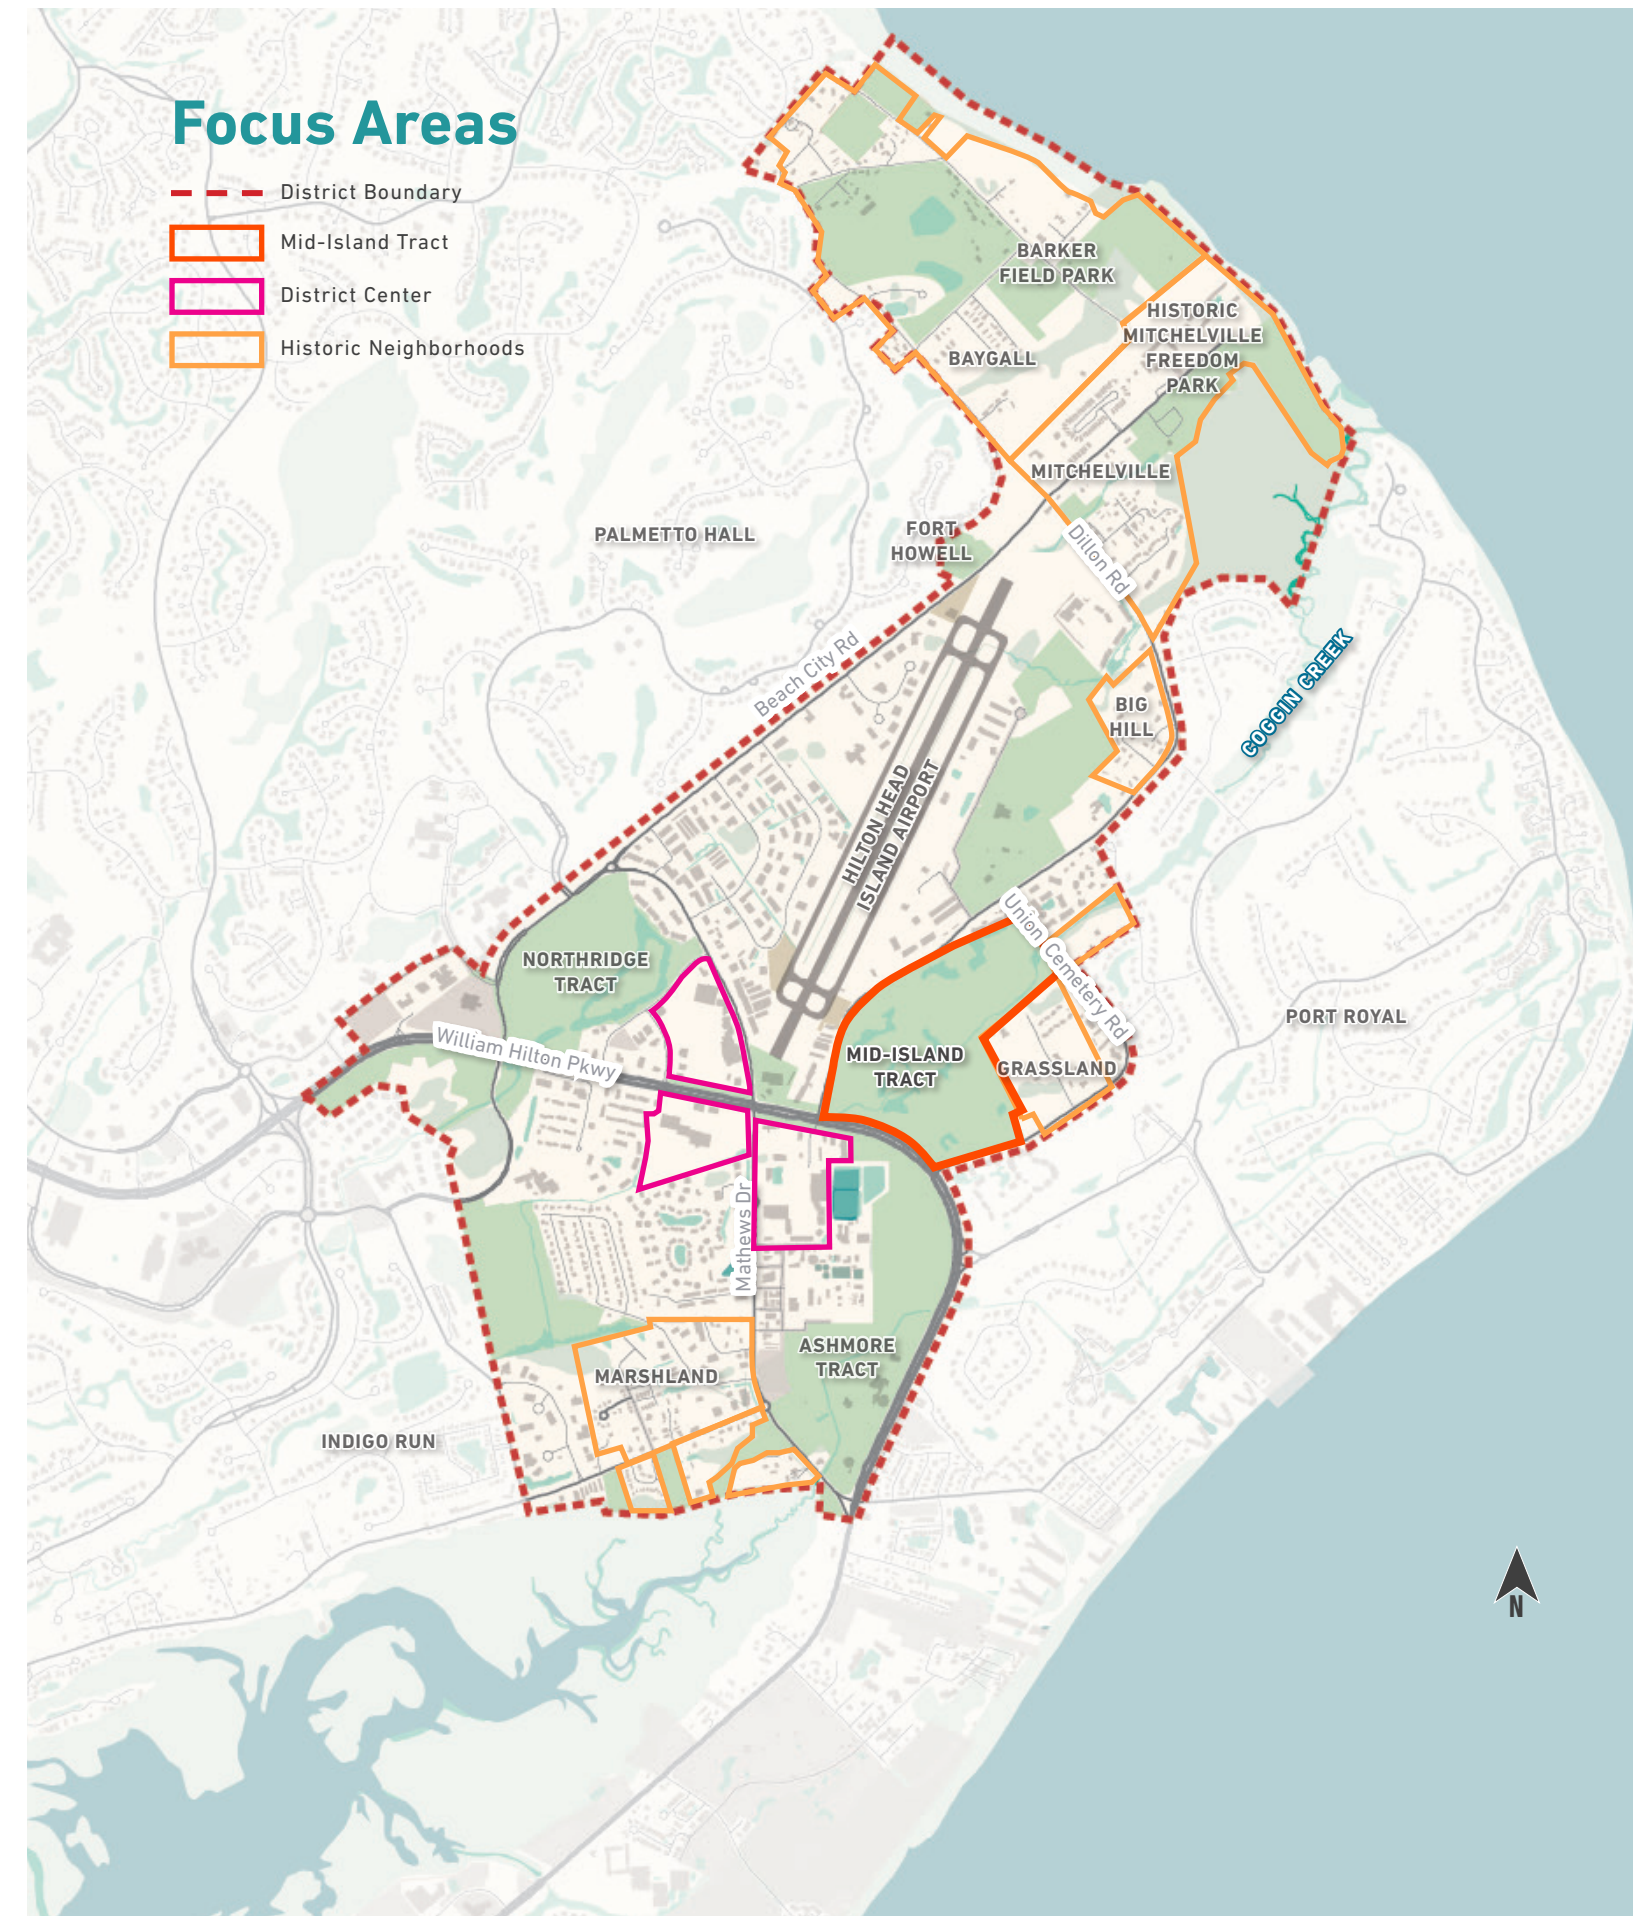 Focus Areas
District Boundary
Mid-Island Tract
District Center
Historic Neighborhoods
BARKER
FIELD PARK
HISTORIC
MITCHELVILLE
FREEDOM
PARK
BAYGALL
MITCHELVILLE
PALMETTO HALL
FORT
HOWELL
Dillon Rd
Beach City Rd
COGGIN CREEK
BIG
HILL
HILTON HEAD
ISLAND AIRPORT
Union Cemetery Rd
NORTHRIDGE
TRACT
PORT ROYAL
William Hilton Pkwy
MID-ISLAND
TRACT
GRASSLAND
Mathews Dr
ASHMORE
TRACT
MARSHLAND
INDIGO RUN
N